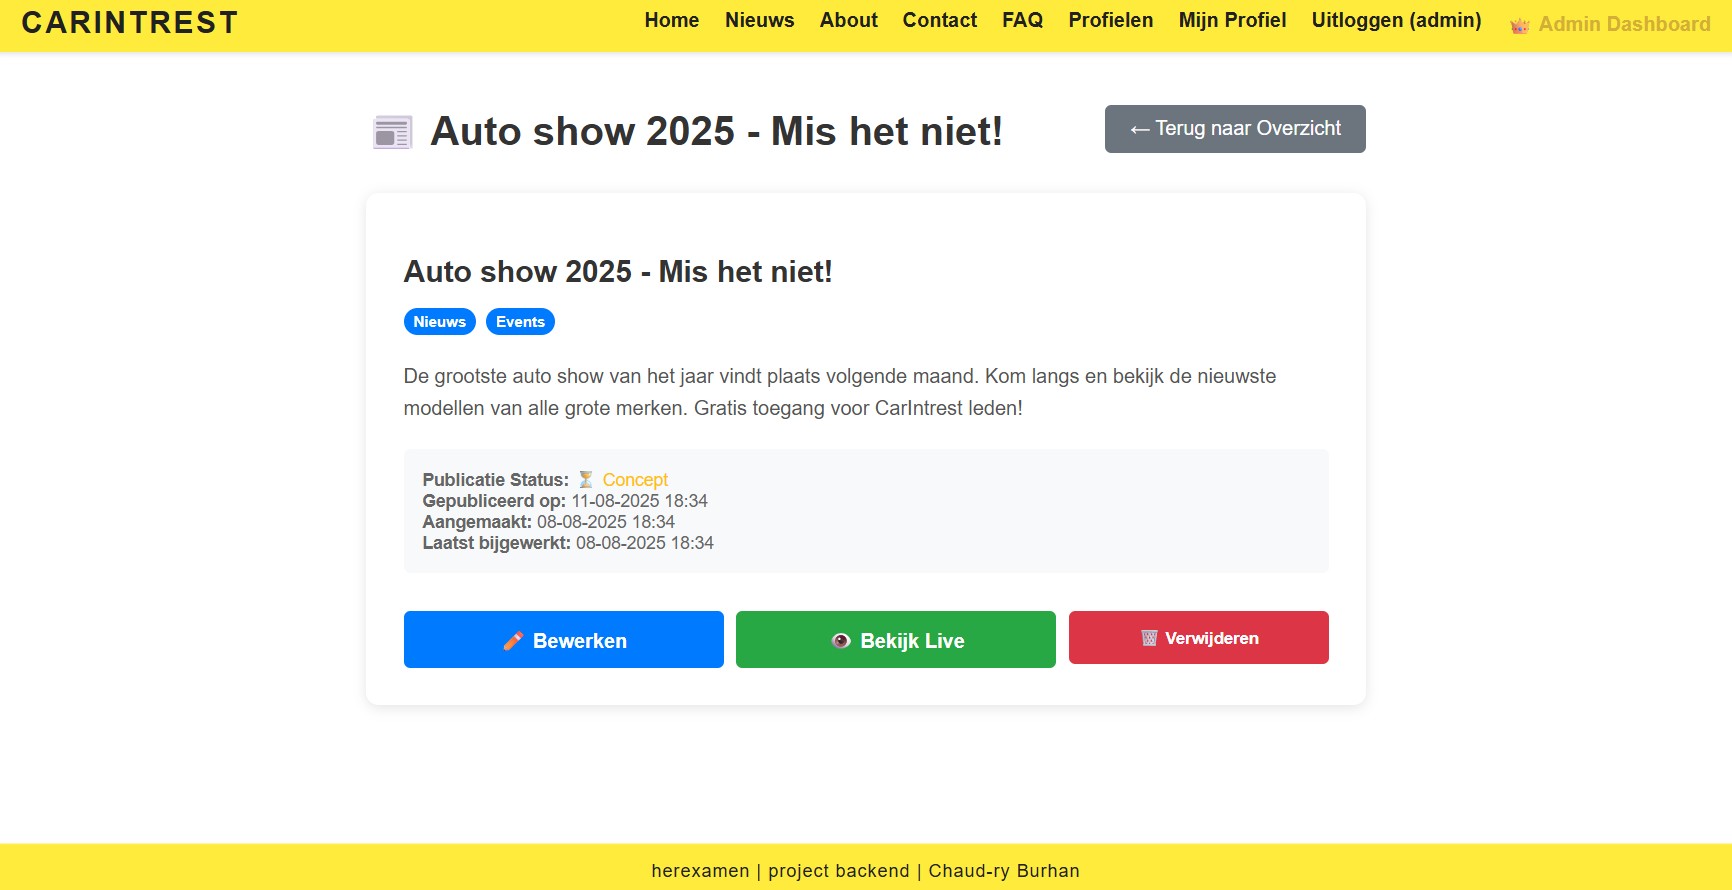 CARINTREST
Home Nieuws About Contact FAQ Profielen Mijn Profiel Uitloggen (admin) 👑 Admin Dashboard
📰 Auto show 2025 - Mis het niet!
← Terug naar Overzicht
Auto show 2025 - Mis het niet!
Nieuws Events
De grootste auto show van het jaar vindt plaats volgende maand. Kom langs en bekijk de nieuwste
modellen van alle grote merken. Gratis toegang voor CarIntrest leden!
Publicatie Status: ⏳ Concept
Gepubliceerd op: 11-08-2025 18:34
Aangemaakt: 08-08-2025 18:34
Laatst bijgewerkt: 08-08-2025 18:34
✏️ Bewerken 👁️ Bekijk Live 🗑️ Verwijderen
herexamen | project backend | Chaud-ry Burhan